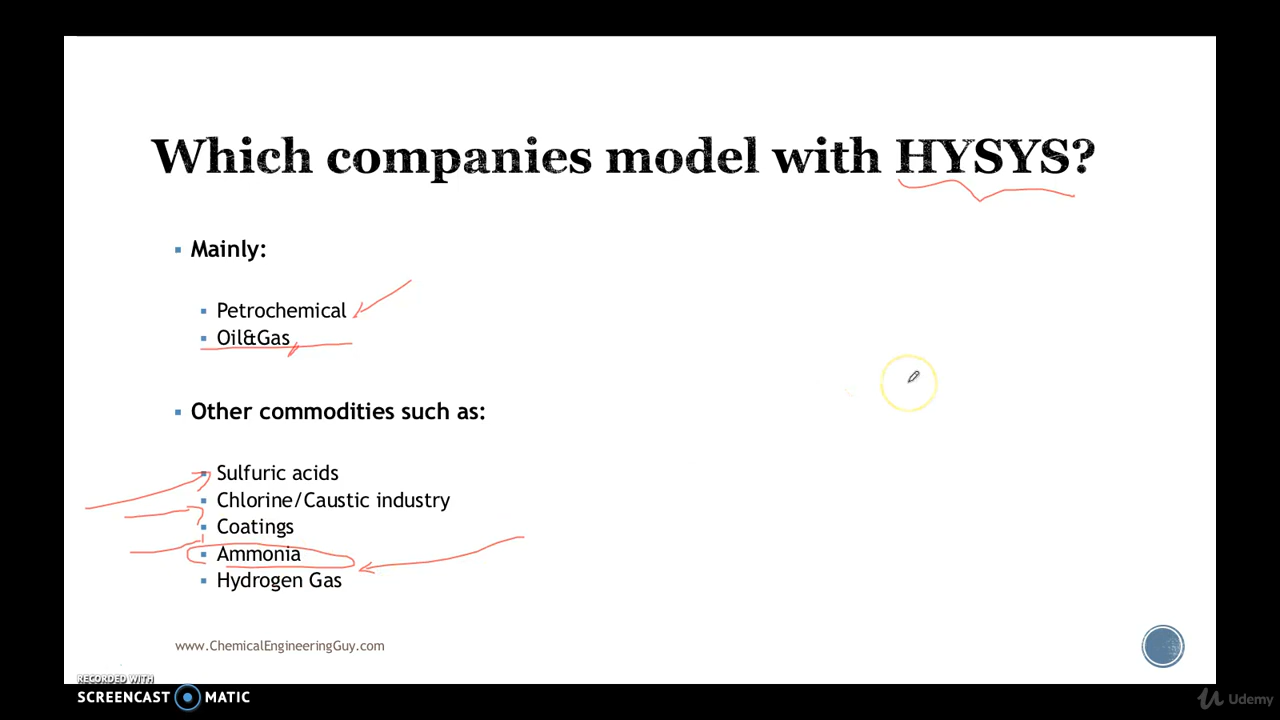 Which companies model with HYSYS?
Mainly:
Petrochemical
Oil&Gas
Other commodities such as:
Sulfuric acids
Chlorine/Caustic industry
Coatings
Ammonia
Hydrogen Gas
www.ChemicalEngineeringGuy.com
RECORDED WITH
SCREENCAST MATIC
Udemy